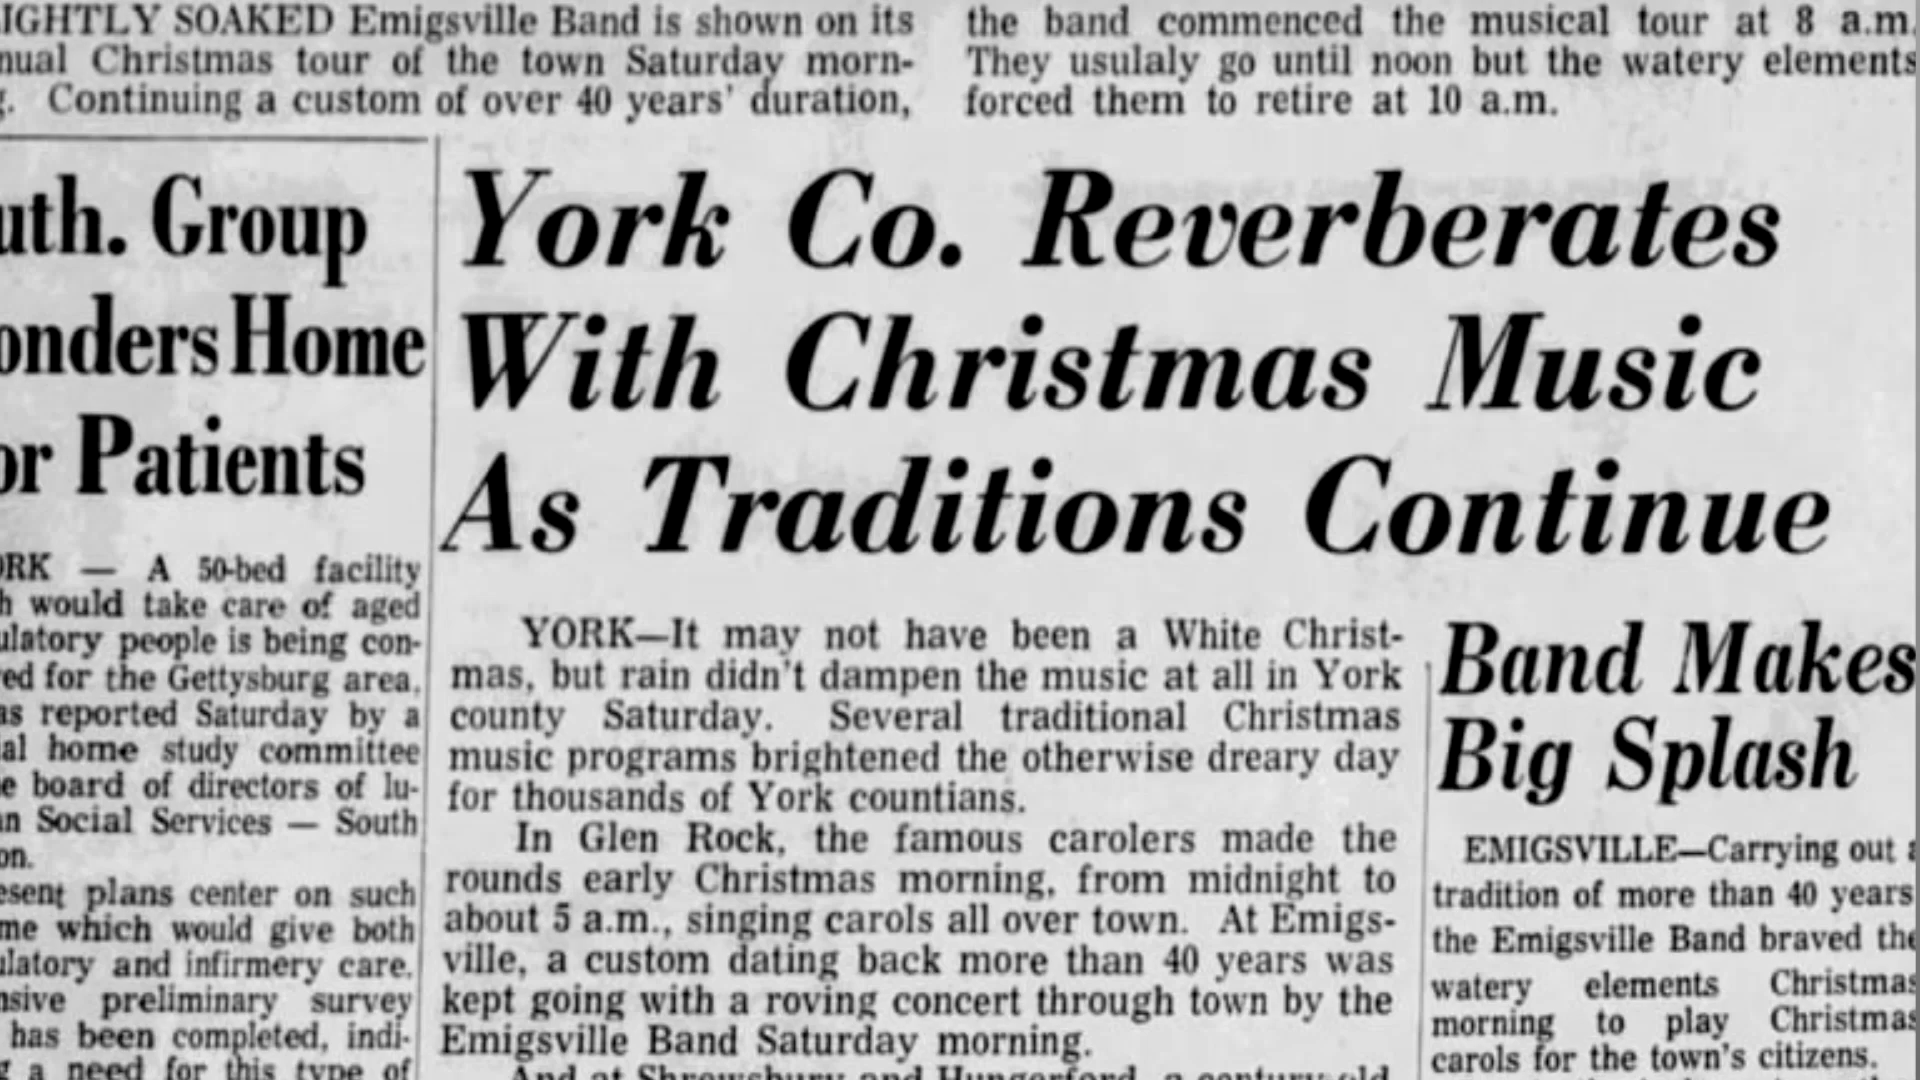 IGHTLY SOAKED Emigsville Band is shown on its
nual Christmas tour of the town Saturday morn-
g. Continuing a custom of over 40 years' duration,
the band commenced the musical tour at 8 a.m.
They usulaly go until noon but the watery elements
forced them to retire at 10 a.m.
uth. Group
onders Home
or Patients
ORK — A 50-bed facility
h would take care of aged
ulatory people is being con-
ed for the Gettysburg area,
as reported Saturday by a
al home study committee
e board of directors of lu-
an Social Services — South
on.
esent plans center on such
me which would give both
ulatory and infirmery care.
nsive preliminary survey
has been completed, indi-
g a need for this type of
York Co. Reverberates
With Christmas Music
As Traditions Continue
YORK—It may not have been a White Christ-
mas, but rain didn't dampen the music at all in York
county Saturday. Several traditional Christmas
music programs brightened the otherwise dreary day
for thousands of York countians.
In Glen Rock, the famous carolers made the
rounds early Christmas morning, from midnight to
about 5 a.m., singing carols all over town. At Emigs-
ville, a custom dating back more than 40 years was
kept going with a roving concert through town by the
Emigsville Band Saturday morning.
And at Shrewsbury and Hungerford, a century-old
Band Makes
Big Splash
EMIGSVILLE—Carrying out a
tradition of more than 40 years
the Emigsville Band braved the
watery elements Christmas
morning to play Christmas
carols for the town's citizens.